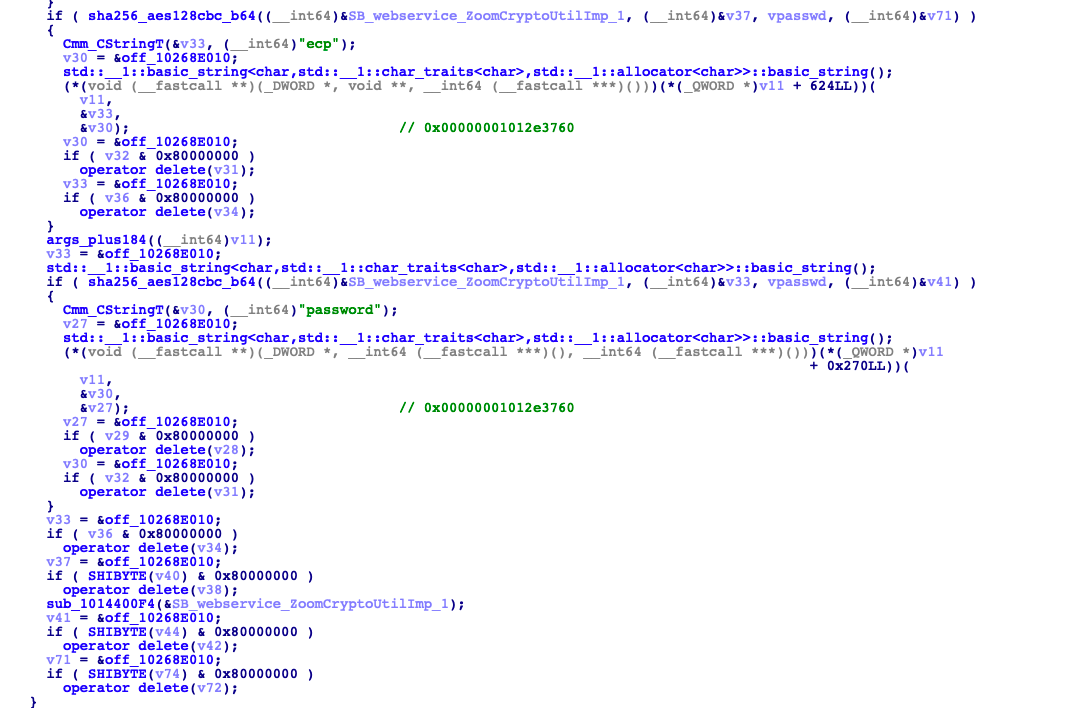 }
if ( sha256_aes128cbc_b64((__int64)&SB_webservice_ZoomCryptoUtilImp_1, (__int64)&v37, vpasswd, (__int64)&v71) )
{
Cmm_CStringT(&v33, (__int64)"ecp");
v30 = &off_10268E010;
std::__1::basic_string<char,std::__1::char_traits<char>,std::__1::allocator<char>>::basic_string();
(*(void (__fastcall **)(_DWORD *, void **, __int64 (__fastcall ***)()))(*(_QWORD *)v11 + 624LL))(
v11,
&v33,
&v30); // 0x00000001012e3760
v30 = &off_10268E010;
if ( v32 & 0x80000000 )
operator delete(v31);
v33 = &off_10268E010;
if ( v36 & 0x80000000 )
operator delete(v34);
}
args_plus184((__int64)v11);
v33 = &off_10268E010;
std::__1::basic_string<char,std::__1::char_traits<char>,std::__1::allocator<char>>::basic_string();
if ( sha256_aes128cbc_b64((__int64)&SB_webservice_ZoomCryptoUtilImp_1, (__int64)&v33, vpasswd, (__int64)&v41) )
{
Cmm_CStringT(&v30, (__int64)"password");
v27 = &off_10268E010;
std::__1::basic_string<char,std::__1::char_traits<char>,std::__1::allocator<char>>::basic_string();
(*(void (__fastcall **)(_DWORD *, __int64 (__fastcall ***)(), __int64 (__fastcall ***)()))(*(_QWORD *)v11
+ 0x270LL))(
v11,
&v30,
&v27); // 0x00000001012e3760
v27 = &off_10268E010;
if ( v29 & 0x80000000 )
operator delete(v28);
v30 = &off_10268E010;
if ( v32 & 0x80000000 )
operator delete(v31);
}
v33 = &off_10268E010;
if ( v36 & 0x80000000 )
operator delete(v34);
v37 = &off_10268E010;
if ( SHIBYTE(v40) & 0x80000000 )
operator delete(v38);
sub_1014400F4(&SB_webservice_ZoomCryptoUtilImp_1);
v41 = &off_10268E010;
if ( SHIBYTE(v44) & 0x80000000 )
operator delete(v42);
v71 = &off_10268E010;
if ( SHIBYTE(v74) & 0x80000000 )
operator delete(v72);
}